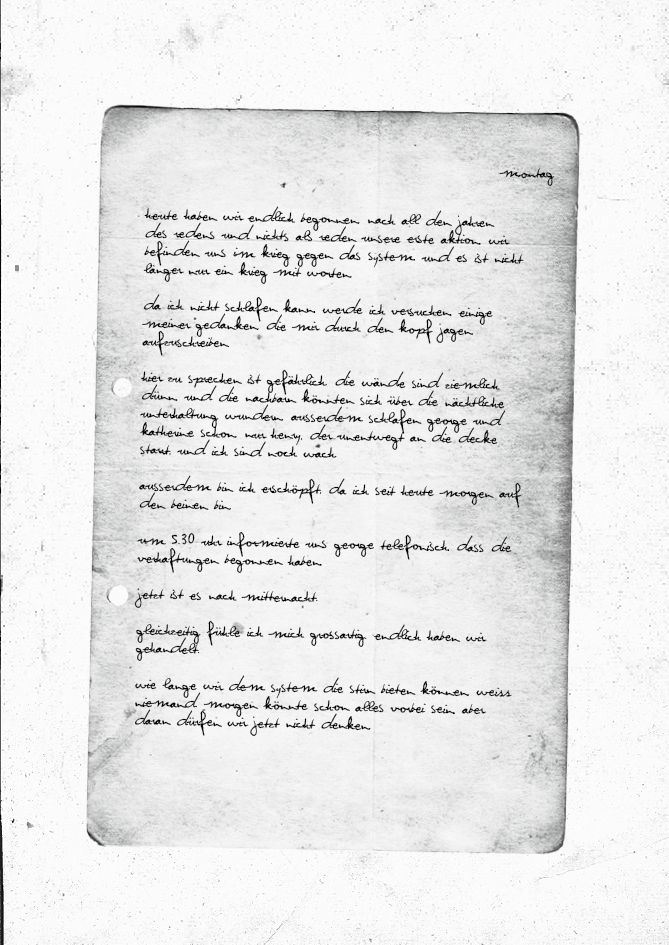 montag
heute haben wir endlich begonnen nach all den jahren
des redens und nichts als reden unsere erste aktion wir
befinden uns im krieg gegen das system und es ist nicht
länger nur ein krieg mit worten
da ich nicht schlafen kann werde ich versuchen einige
meiner gedanken die mir durch den kopf jagen
aufzuschreiben
hier zu sprechen ist gefährlich die wände sind ziemlich
dünn und die nachbarn könnten sich über die nächtliche
unterhaltung wundern ausserdem schlafen george und
katherine schon nur henry, der unentwegt an die decke
starrt und ich sind noch wach
ausserdem bin ich erschöpft da ich seit heute morgen auf
den beinen bin
um 5.30 uhr informierte uns george telefonisch dass die
verhaftungen begonnen haben
jetzt ist es nach mitternacht
gleichzeitig fühle ich mich grossartig endlich haben wir
gehandelt
wie lange wir dem system die stirn bieten können weiss
niemand morgen könnte schon alles vorbei sein aber
daran dürfen wir jetzt nicht denken